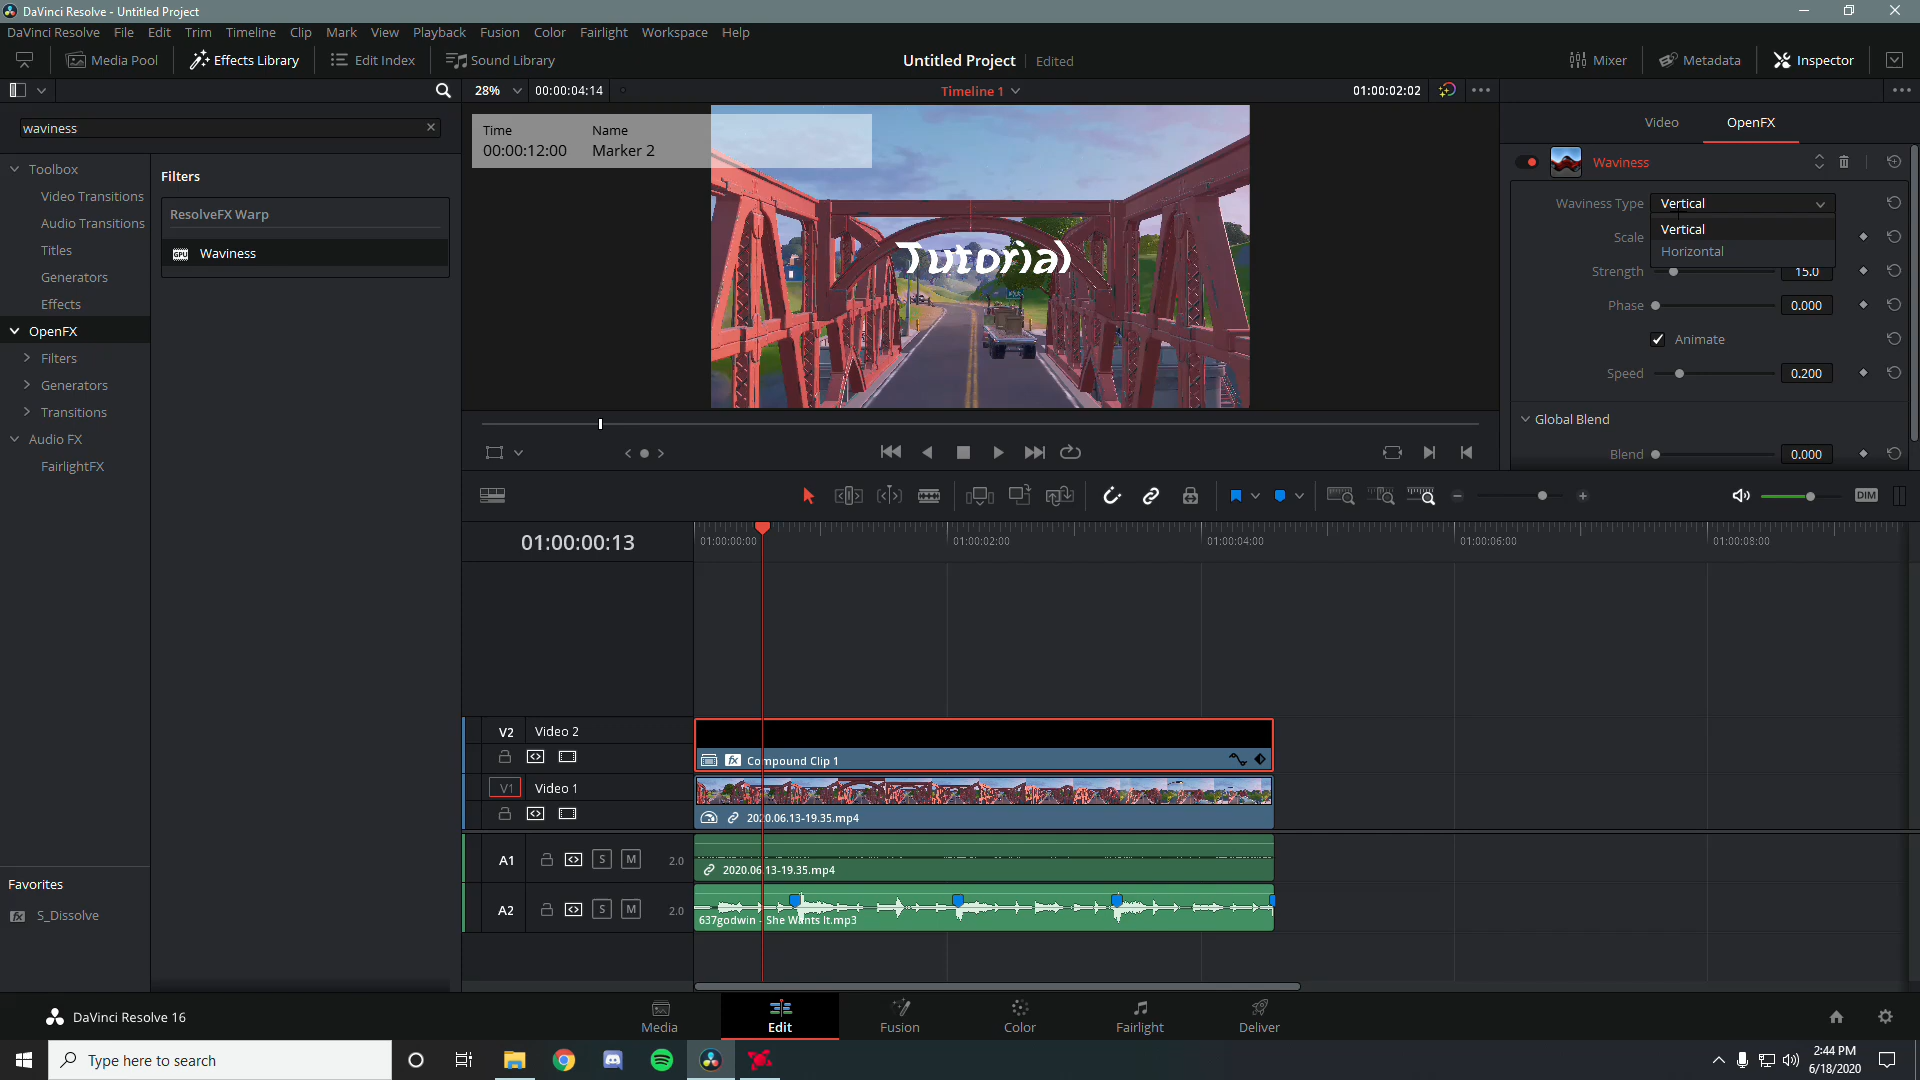 DaVinci Resolve - Untitled Project
DaVinci Resolve File Edit Trim Timeline Clip Mark View Playback Fusion Color Fairlight Workspace Help
Media Pool Effects Library Edit Index Sound Library Untitled Project Edited Mixer Metadata Inspector
28% 00:00:04:14 Timeline 1 01:00:02:02
waviness
Toolbox
Video Transitions
Audio Transitions
Titles
Generators
Effects
OpenFX
Filters
Generators
Transitions
Audio FX
FairlightFX
Favorites
S_Dissolve
Filters
ResolveFX Warp
GPU Waviness
Time Name
00:00:12:00 Marker 2
Tutorial
Video OpenFX
Waviness
Waviness Type Vertical
Vertical
Scale
Horizontal
Strength 15.0
Phase 0.000
Animate
Speed 0.200
Global Blend
Blend 0.000
DIM
01:00:00:13
01:00:00:00 01:00:02:00 01:00:04:00 01:00:06:00 01:00:08:00
V2 Video 2
fx Compound Clip 1
V1 Video 1
2020.06.13-19.35.mp4
A1 S M 2.0
2020.06.13-19.35.mp4
A2 S M 2.0
637godwin - She Wants It.mp3
DaVinci Resolve 16
Media Edit Fusion Color Fairlight Deliver
Type here to search
2:44 PM
6/18/2020